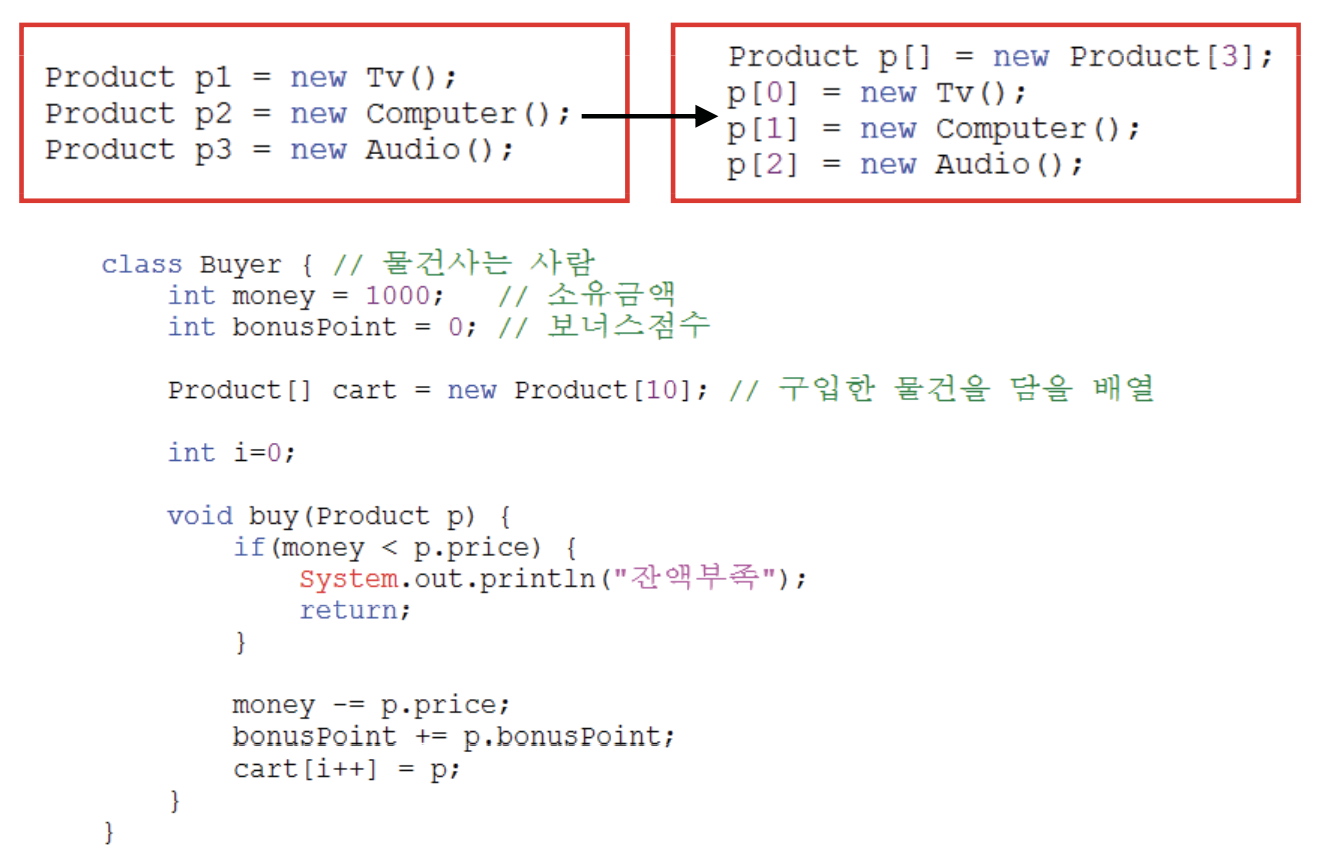 Product p1 = new Tv();
Product p2 = new Computer();
Product p3 = new Audio();
Product p[] = new Product[3];
p[0] = new Tv();
p[1] = new Computer();
p[2] = new Audio();
class Buyer { // 물건사는 사람
int money = 1000; // 소유금액
int bonusPoint = 0; // 보너스점수
Product[] cart = new Product[10]; // 구입한 물건을 담을 배열
int i=0;
void buy(Product p) {
if(money < p.price) {
System.out.println("잔액부족");
return;
}
money -= p.price;
bonusPoint += p.bonusPoint;
cart[i++] = p;
}
}